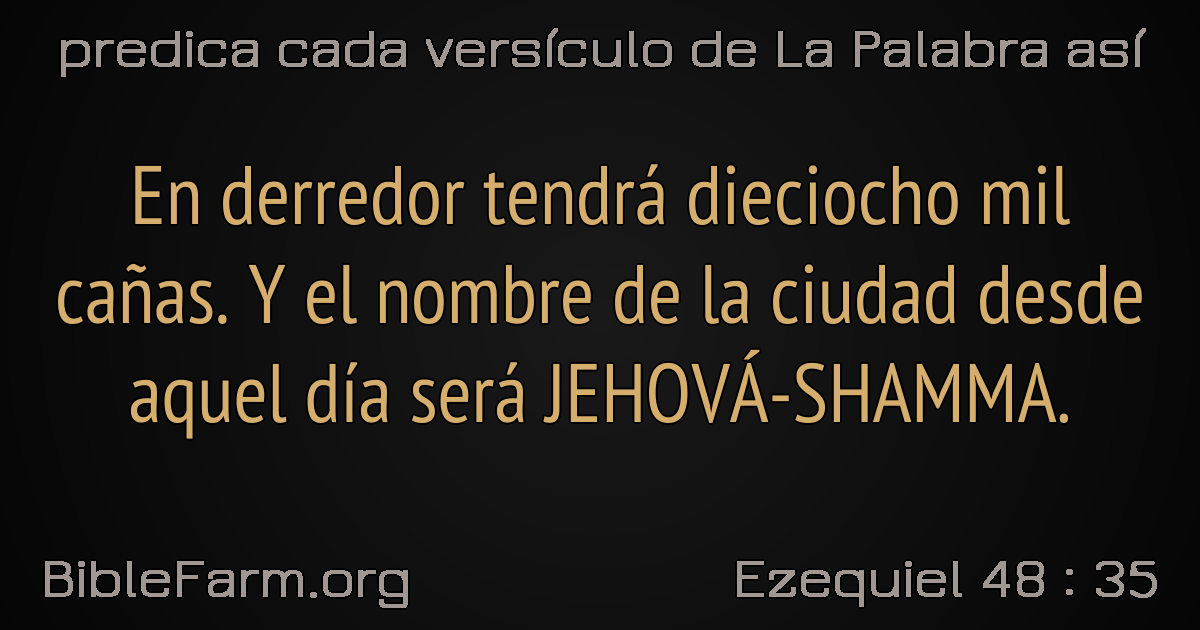 predica cada versículo de La Palabra así
En derredor tendrá dieciocho mil
cañas. Y el nombre de la ciudad desde
aquel día será JEHOVÁ-SHAMMA.
BibleFarm.org
Ezequiel 48 : 35